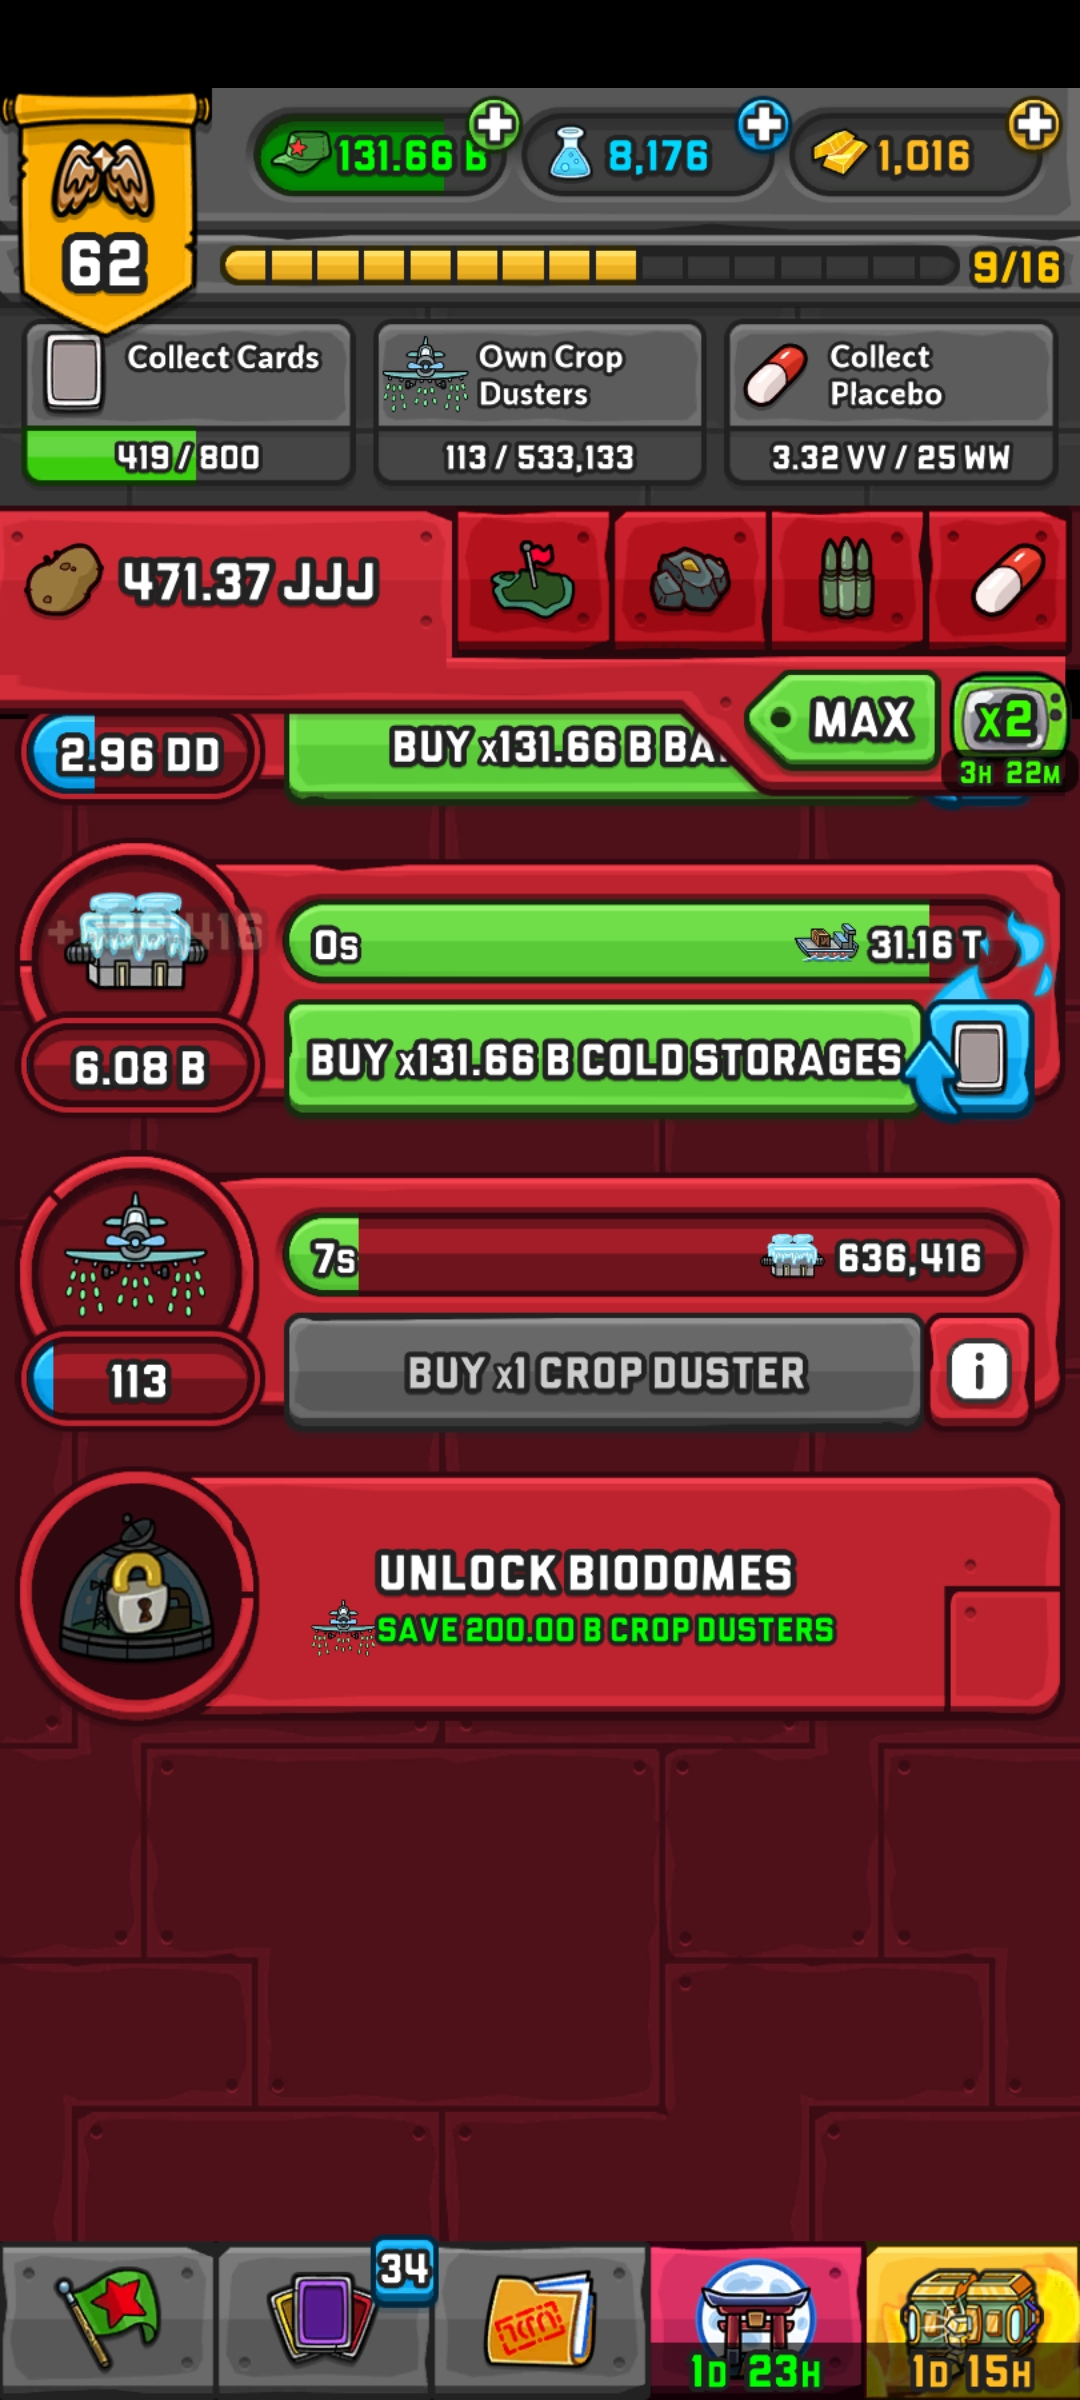 131.66 B
8,176
1,016
62
9/16
Collect Cards
419 / 800
Own Crop
Dusters
113 / 533,133
Collect
Placebo
3.32 VV / 25 WW
471.37 JJJ
MAX
x2
3H 22M
2.96 DD
BUY x131.66 B
0s
31.16 T
6.08 B
BUY x131.66 B COLD STORAGES
7s
636,416
113
BUY x1 CROP DUSTER
i
UNLOCK BIODOMES
SAVE 200.00 B CROP DUSTERS
34
1D 23H
1D 15H